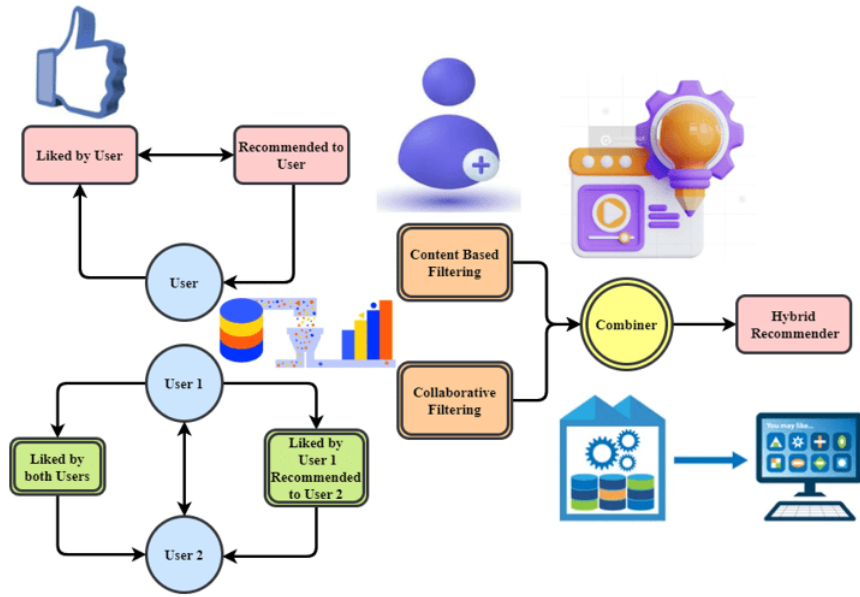 Liked by User
Recommended to
User
User
Content Based
Filtering
Combiner
Hybrid
Recommender
Collaborative
Filtering
User 1
Liked by
both Users
Liked by
User 1
Recommended
to User 2
User 2
You may like...